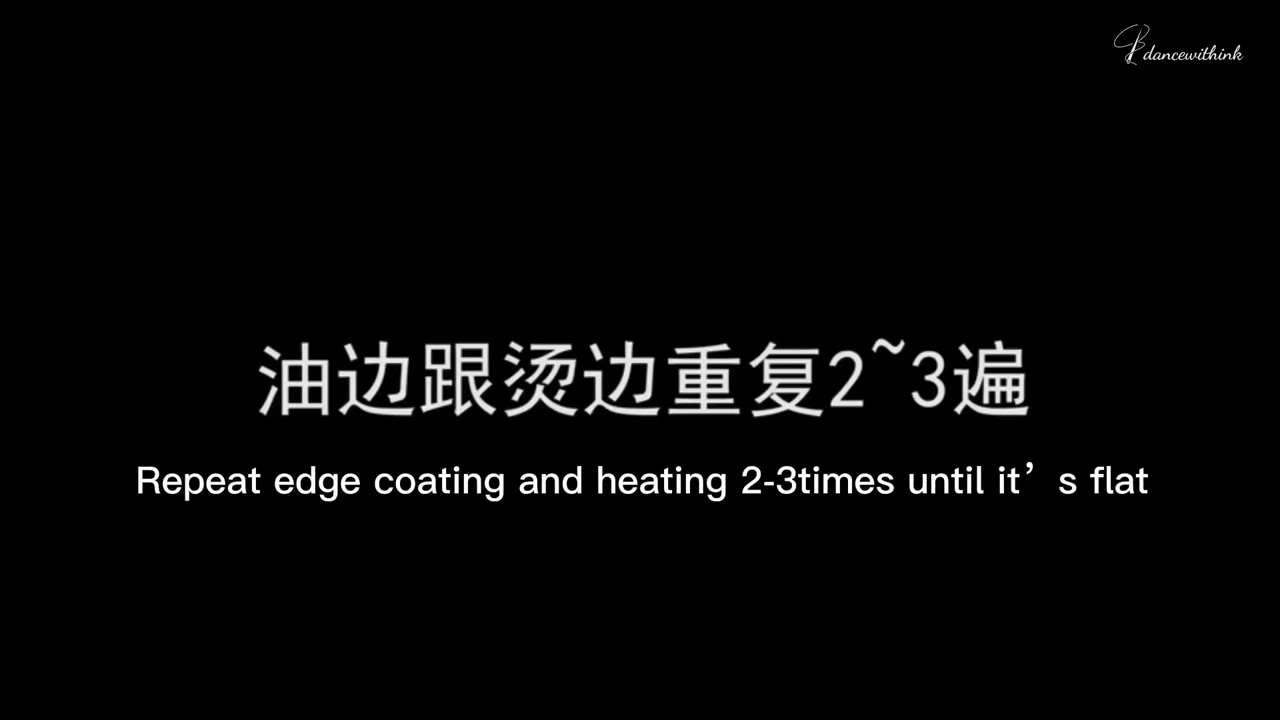 dancewithink
油边跟烫边重复2~3遍
Repeat edge coating and heating 2-3times until it’s flat